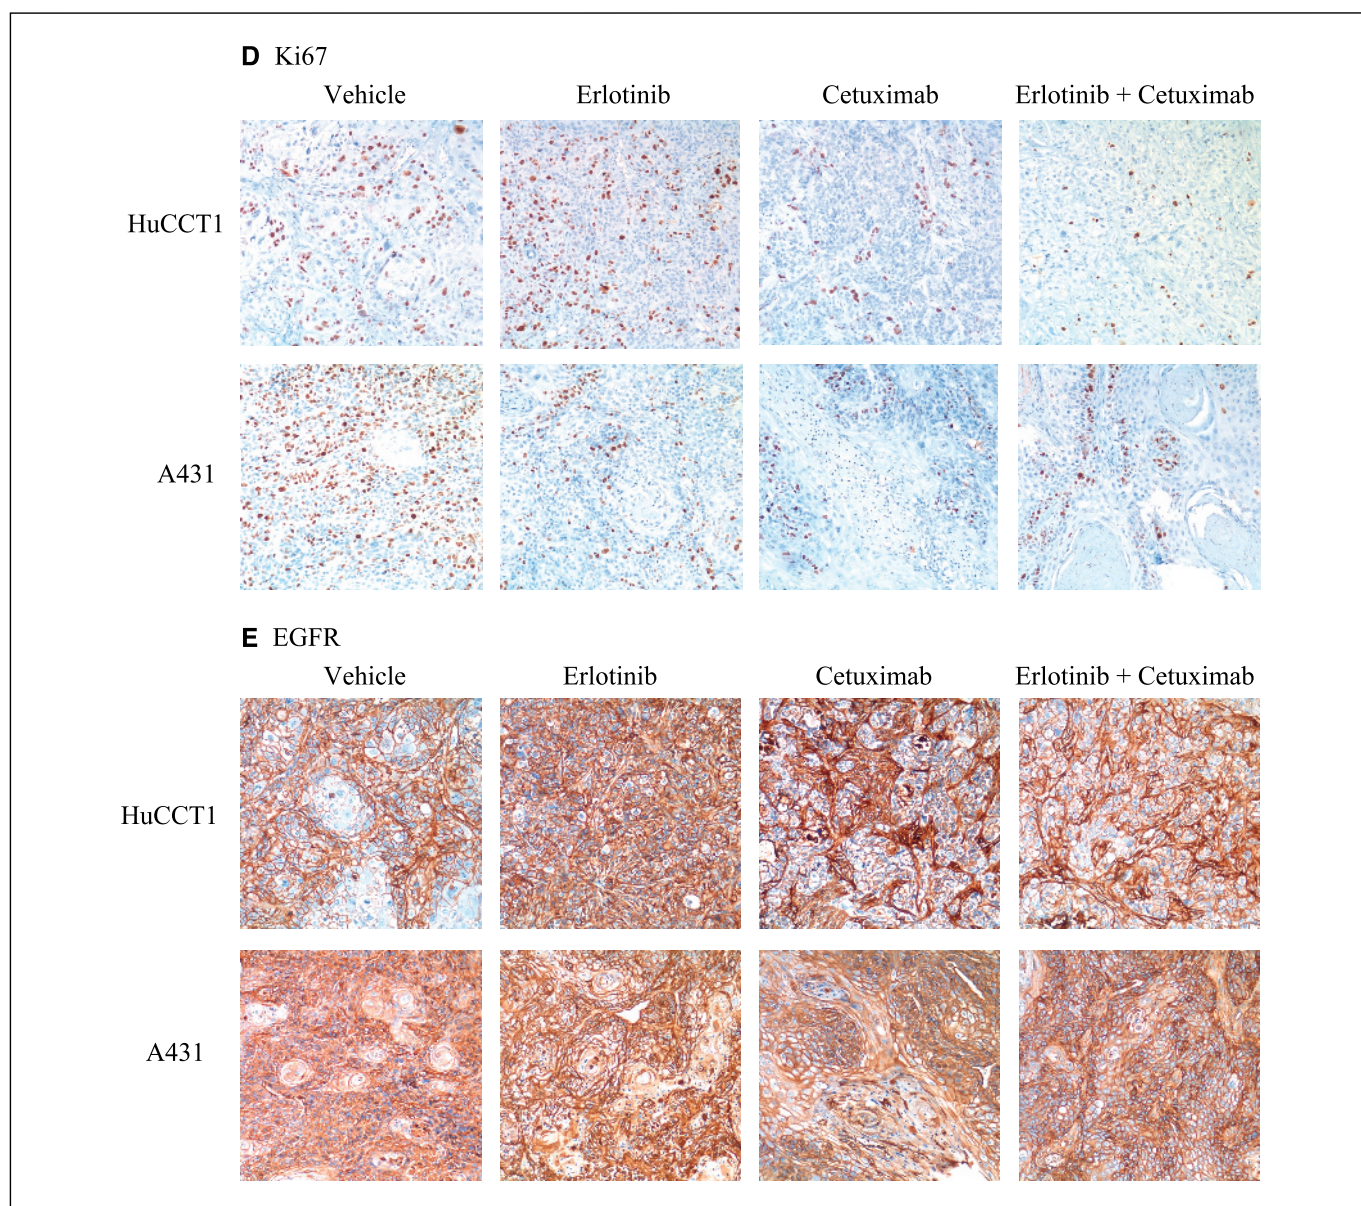 D Ki67
Vehicle Erlotinib Cetuximab Erlotinib + Cetuximab
HuCCT1
A431
E EGFR
Vehicle Erlotinib Cetuximab Erlotinib + Cetuximab
HuCCT1
A431